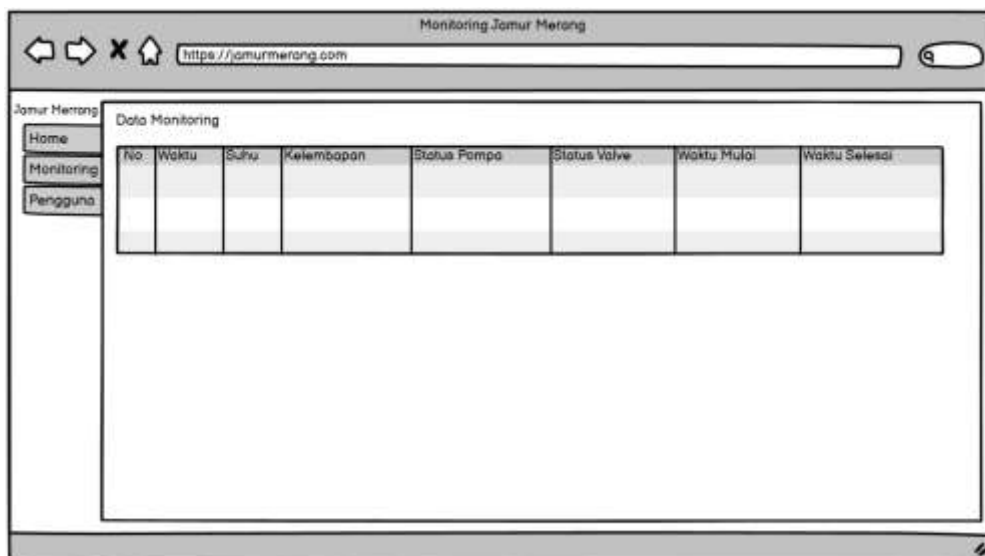 Monitoring Jamur Merang
https://jamurmerang.com
Jamur Merrang
Home
Monitoring
Pengguna
Data Monitoring
No Waktu Suhu Kelembapan Status Pompa Status Valve Waktu Mulai Waktu Selesai